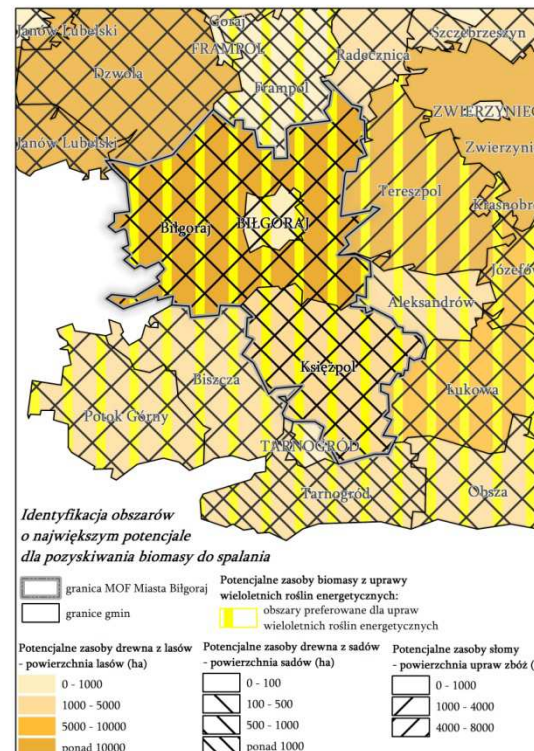 Janów Lubelski
Goraj
FRAMPOL
Szczebrzeszyn
Radecznica
Dzwola
Frampol
ZWIERZYNIEC
Janów Lubelski
Zwierzyni
Tereszpol
Krasnobro
Biłgoraj
BIŁGORAJ
Józefów
Aleksandrów
Księżpol
Biszcza
Łukowa
Potok Górny
TARNOGRÓD
Tarnogród
Obsza
Identyfikacja obszarów
o największym potencjale
dla pozyskiwania biomasy do spalania
granica MOF Miasta Biłgoraj
granice gmin
Potencjalne zasoby biomasy z uprawy
wieloletnich roślin energetycznych:
obszary preferowane dla upraw
wieloletnich roślin energetycznych
Potencjalne zasoby drewna z lasów
- powierzchnia lasów (ha)
0 - 1000
1000 - 5000
5000 - 10000
ponad 10000
Potencjalne zasoby drewna z sadów
- powierzchnia sadów (ha)
0 - 100
100 - 500
500 - 1000
ponad 1000
Potencjalne zasoby słomy
- powierzchnia upraw zbóż (
0 - 1000
1000 - 4000
4000 - 8000